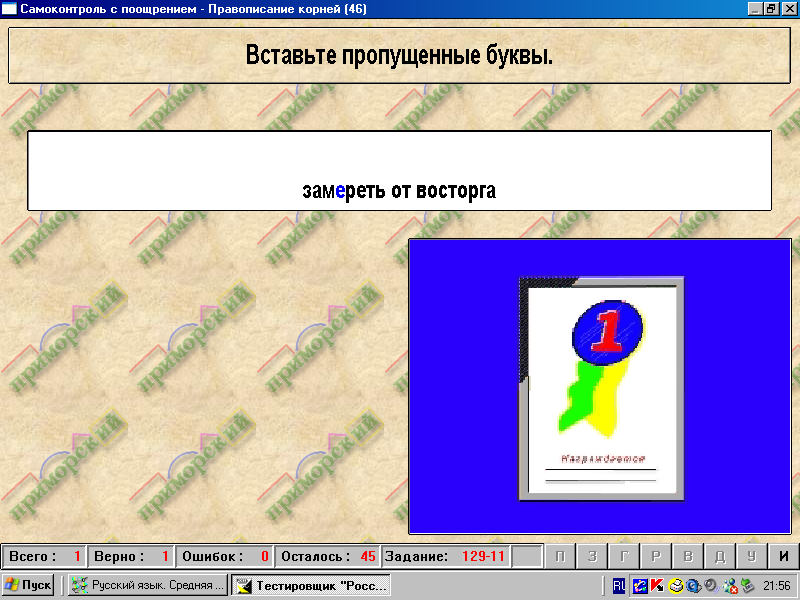 Самоконтроль с поощрением - Правописание корней (46)
Вставьте пропущенные буквы.
замереть от восторга
приморский
1
Награждается
Всего : 1 Верно : 1 Ошибок : 0 Осталось : 45 Задание: 129-11 П З Г Р В Д У И
Пуск Русский язык. Средняя ... Тестировщик "Росс... RU 21:56